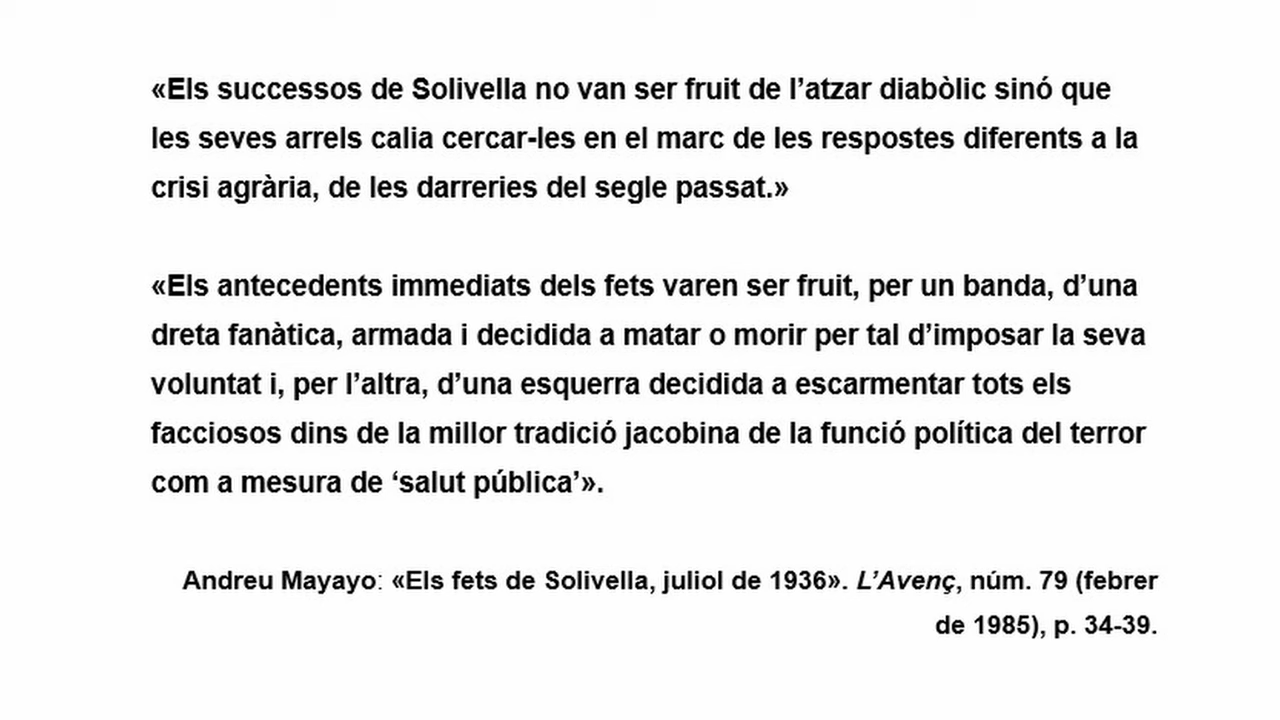 «Els successos de Solivella no van ser fruit de l’atzar diabòlic sinó que
les seves arrels calia cercar-les en el marc de les respostes diferents a la
crisi agrària, de les darreries del segle passat.»
«Els antecedents immediats dels fets varen ser fruit, per un banda, d’una
dreta fanàtica, armada i decidida a matar o morir per tal d’imposar la seva
voluntat i, per l’altra, d’una esquerra decidida a escarmentar tots els
facciosos dins de la millor tradició jacobina de la funció política del terror
com a mesura de ‘salut pública’».
Andreu Mayayo: «Els fets de Solivella, juliol de 1936». L’Avenç, núm. 79 (febrer
de 1985), p. 34-39.